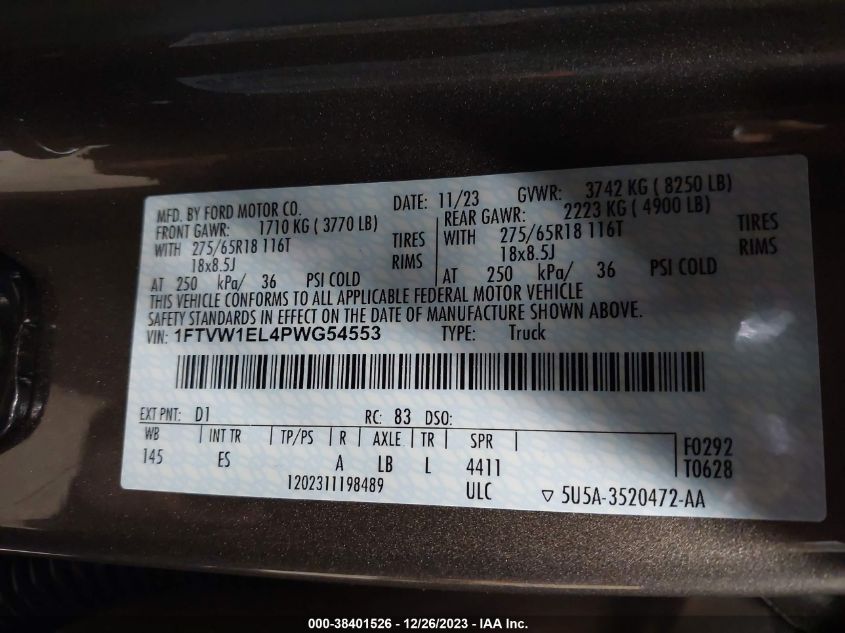 MFD. BY FORD MOTOR CO. DATE: 11/23 GVWR: 3742 KG ( 8250 LB)
FRONT GAWR: 1710 KG ( 3770 LB) REAR GAWR: 2223 KG ( 4900 LB)
WITH 275/65R18 116T TIRES WITH 275/65R18 116T TIRES
18x8.5J RIMS 18x8.5J RIMS
AT 250 kPa/ 36 PSI COLD AT 250 kPa/ 36 PSI COLD
THIS VEHICLE CONFORMS TO ALL APPLICABLE FEDERAL MOTOR VEHICLE
SAFETY STANDARDS IN EFFECT ON THE DATE OF MANUFACTURE SHOWN ABOVE.
VIN: 1FTVW1EL4PWG54553 TYPE: Truck
EXT PNT: D1 RC: 83 DSO:
WB INT TR TP/PS R AXLE TR SPR F0292
145 ES A LB L 4411 T0628
1202311198489 ULC ▽ 5U5A-3520472-AA
000-38401526 - 12/26/2023 - IAA Inc.